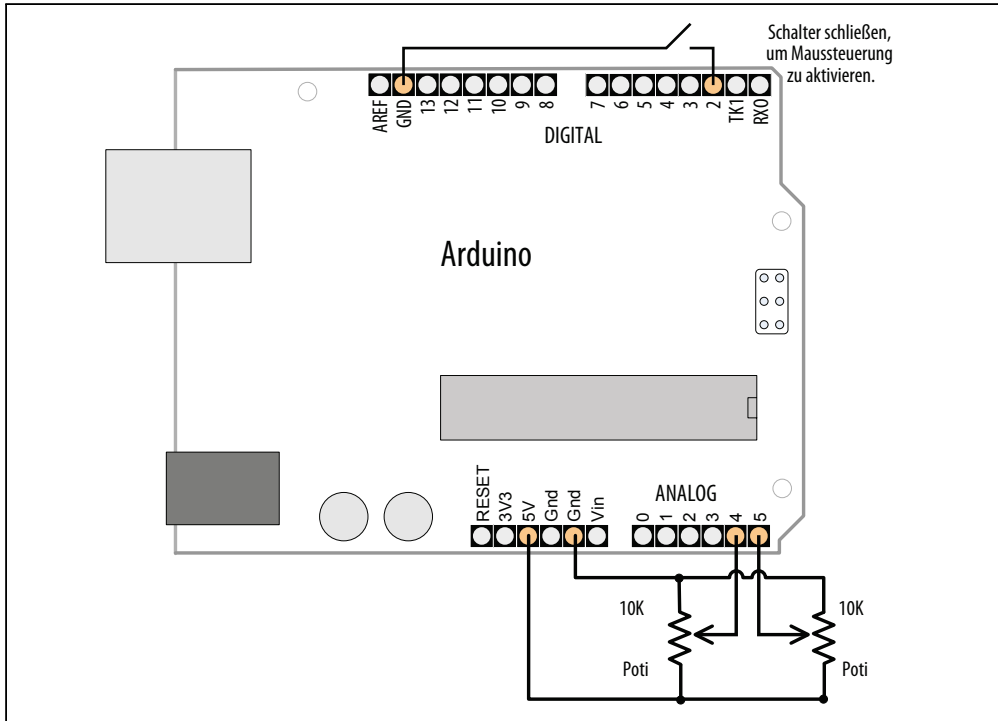 Schalter schließen,
um Maussteuerung
zu aktivieren.
AREF
GND
13
12
11
10
9
8
7
6
5
4
3
2
TK1
RX0
DIGITAL
Arduino
RESET
3V3
5V
Gnd
Gnd
Vin
ANALOG
0
1
2
3
4
5
10K
10K
Poti
Poti